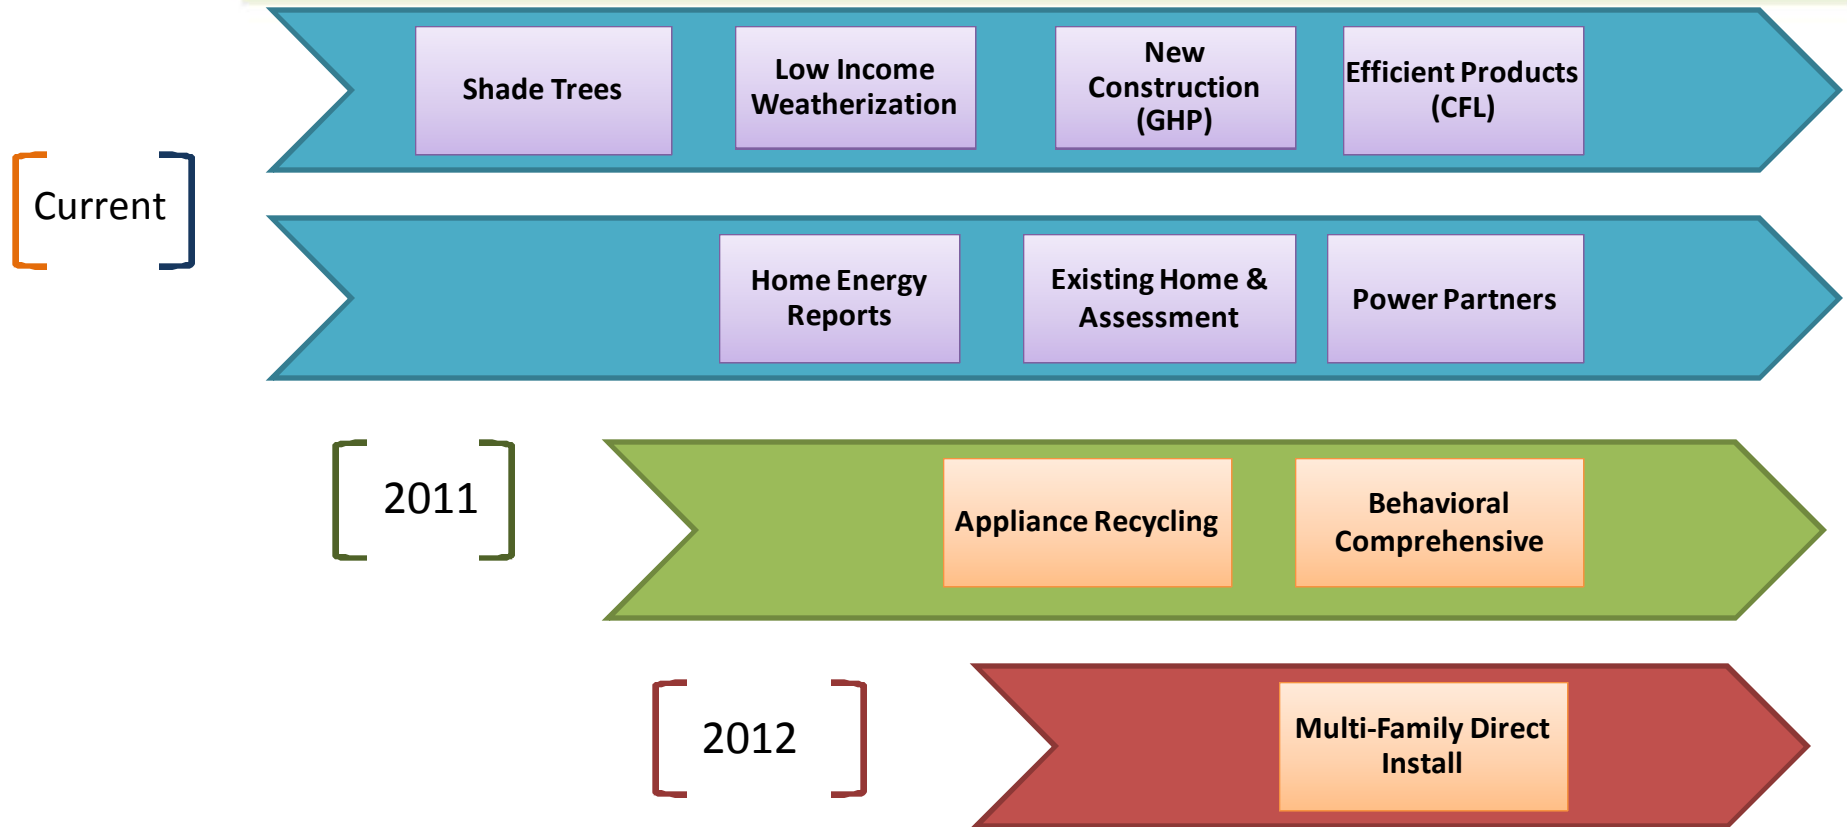 Shade Trees
Low Income
Weatherization
New
Construction
(GHP)
Efficient Products
(CFL)
Current
Home Energy
Reports
Existing Home &
Assessment
Power Partners
2011
Appliance Recycling
Behavioral
Comprehensive
2012
Multi-Family Direct
Install